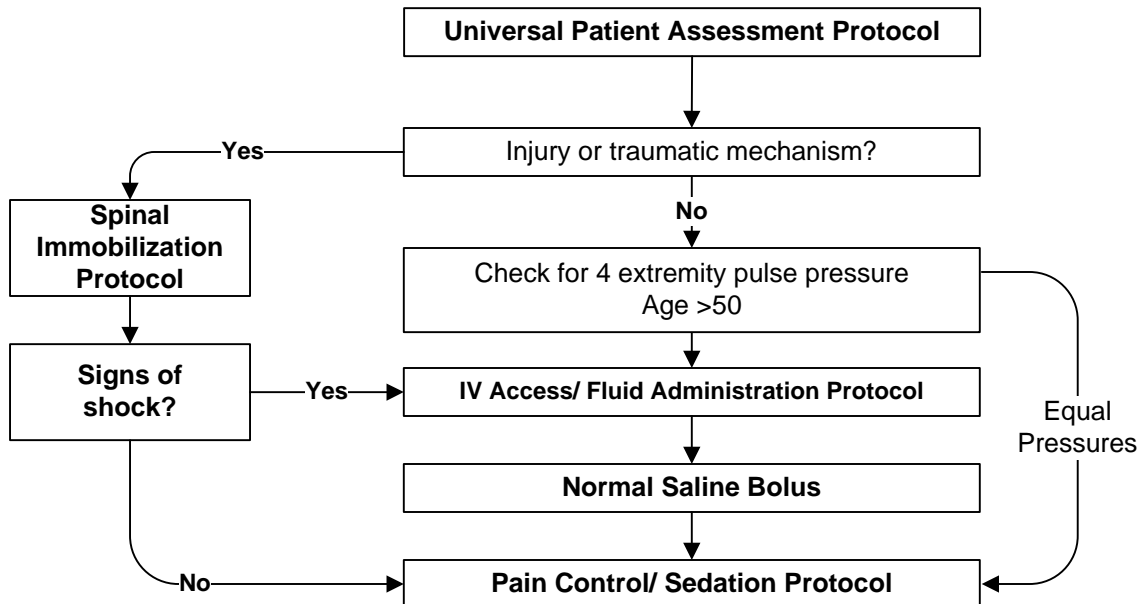 Universal Patient Assessment Protocol
Injury or traumatic mechanism?
Yes
No
Spinal
Immobilization
Protocol
Check for 4 extremity pulse pressure
Age >50
Signs of
shock?
Yes
IV Access/ Fluid Administration Protocol
Equal
Pressures
Normal Saline Bolus
No
Pain Control/ Sedation Protocol